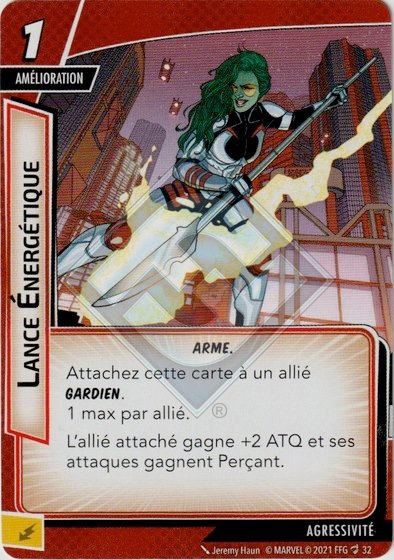 1
AMÉLIORATION
LANCE ÉNERGÉTIQUE
ARME.
Attachez cette carte à un allié
GARDIEN.
1 max par allié.
L'allié attaché gagne +2 ATQ et ses
attaques gagnent Perçant.
AGRESSIVITÉ
Jeremy Haun © MARVEL © 2021 FFG 32